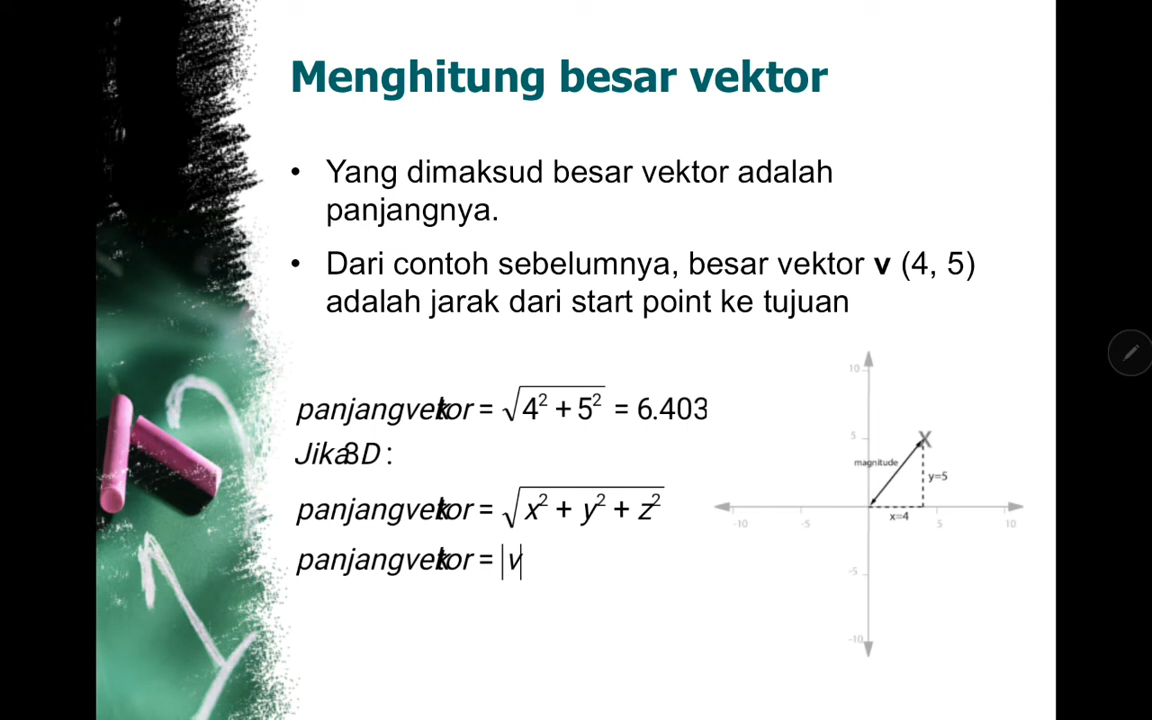 Menghitung besar vektor
• Yang dimaksud besar vektor adalah
panjangnya.
• Dari contoh sebelumnya, besar vektor v (4, 5)
adalah jarak dari start point ke tujuan
panjangvektor = √4² + 5² = 6.403
Jika3D :
panjangvektor = √x² + y² + z²
panjangvektor = |v|
10
5
X
magnitude
y=5
x=4
-10
-5
5
10
-5
-10